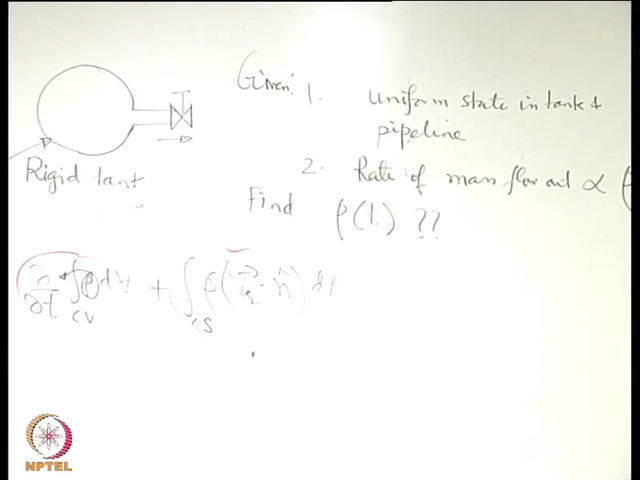 Given: 1. Uniform state in tank &
pipeline
Rigid tank
2. Rate of mass flow out ∝ ρ
Find ρ(t) ??
∂/∂t ∫ ρ d∀ + ∫ ρ (V⃗r · n̂) dA
CV CS
NPTEL